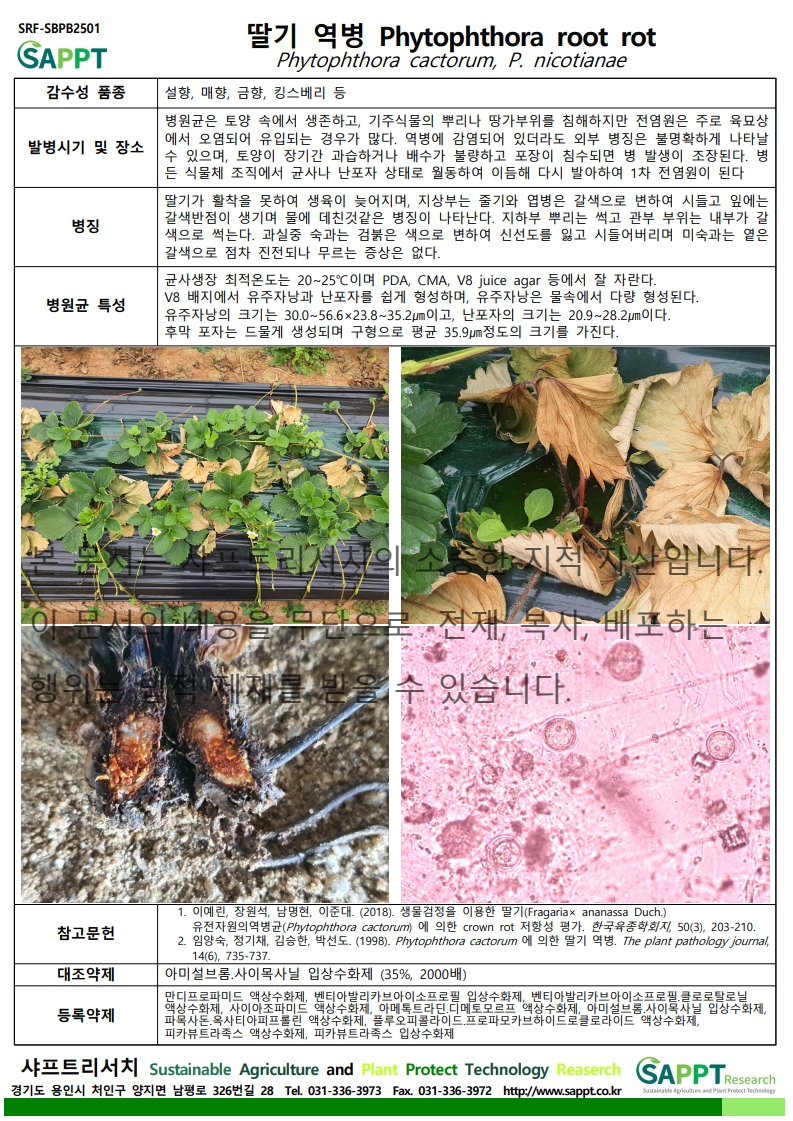 SRF-SBPB2501
SAPPT
딸기 역병 Phytophthora root rot
Phytophthora cactorum, P. nicotianae
감수성 품종
설향, 매향, 금향, 킹스베리 등
발병시기 및 장소
병원균은 토양 속에서 생존하고, 기주식물의 뿌리나 땅가부위를 침해하지만 전염원은 주로 육묘상
에서 오염되어 유입되는 경우가 많다. 역병에 감염되어 있더라도 외부 병징은 불명확하게 나타날
수 있으며, 토양이 장기간 과습하거나 배수가 불량하고 포장이 침수되면 병 발생이 조장된다. 병
든 식물체 조직에서 균사나 난포자 상태로 월동하여 이듬해 다시 발아하여 1차 전염원이 된다
병징
딸기가 활착을 못하여 생육이 늦어지며, 지상부는 줄기와 엽병은 갈색으로 변하여 시들고 잎에는
갈색반점이 생기며 물에 데친것같은 병징이 나타난다. 지하부 뿌리는 썩고 관부 부위는 내부가 갈
색으로 썩는다. 과실중 숙과는 검붉은 색으로 변하여 신선도를 잃고 시들어버리며 미숙과는 옅은
갈색으로 점차 진전되나 무르는 증상은 없다.
병원균 특성
균사생장 최적온도는 20~25℃이며 PDA, CMA, V8 juice agar 등에서 잘 자란다.
V8 배지에서 유주자낭과 난포자를 쉽게 형성하며, 유주자낭은 물속에서 다량 형성된다.
유주자낭의 크기는 30.0~56.6×23.8~35.2㎛이고, 난포자의 크기는 20.9~28.2㎛이다.
후막 포자는 드물게 생성되며 구형으로 평균 35.9㎛정도의 크기를 가진다.
본 문서는 샤프트리서치의 소중한 지적 자산입니다.
이 문서의 내용을 무단으로 전재, 복사, 배포하는
행위는 법적 제재를 받을 수 있습니다.
참고문헌
1. 이예린, 장원석, 남명현, 이준대. (2018). 생물검정을 이용한 딸기(Fragaria× ananassa Duch.)
유전자원의역병균(Phytophthora cactorum) 에 의한 crown rot 저항성 평가. 한국육종학회지, 50(3), 203-210.
2. 임양숙, 정기채, 김승한, 박선도. (1998). Phytophthora cactorum 에 의한 딸기 역병. The plant pathology journal,
14(6), 735-737.
대조약제
아미설브롬.사이목사닐 입상수화제 (35%, 2000배)
등록약제
만디프로파미드 액상수화제, 벤티아발리카브아이소프로필 입상수화제, 벤티아발리카브아이소프로필.클로로탈로닐
액상수화제, 사이아조파미드 액상수화제, 아메톡트라딘.디메토모르프 액상수화제, 아미설브롬.사이목사닐 입상수화제,
파목사돈.옥사티아피프롤린 액상수화제, 플루오피콜라이드.프로파모카브하이드로클로라이드 액상수화제,
피카뷰트라족스 액상수화제, 피카뷰트라족스 입상수화제
샤프트리서치 Sustainable Agriculture and Plant Protect Technology Reaserch
경기도 용인시 처인구 양지면 남평로 326번길 28 Tel. 031-336-3973 Fax. 031-336-3972 http://www.sappt.co.kr
SAPPT Research
Sustainable Agriculture and Plant Protect Technology